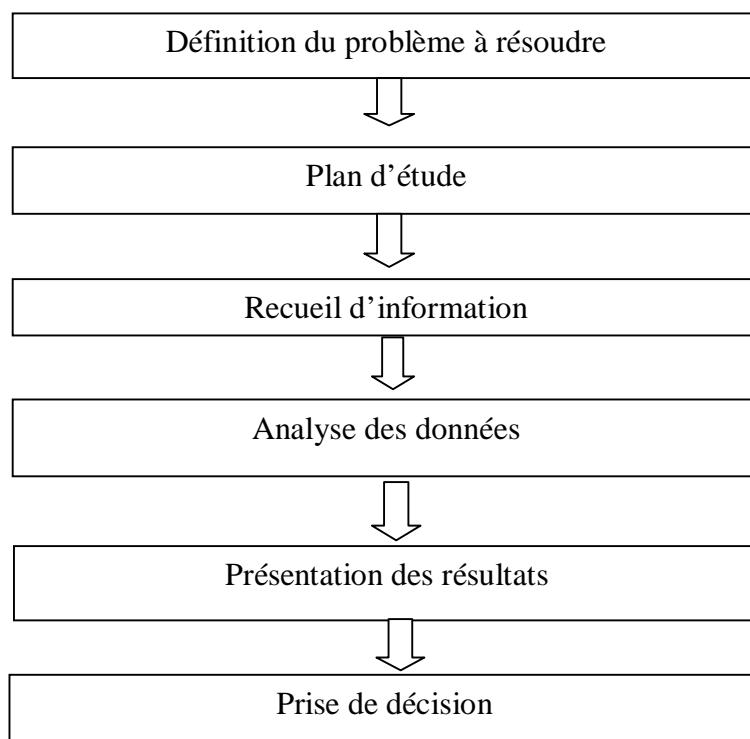 Définition du problème à résoudre
Plan d’étude
Recueil d’information
Analyse des données
Présentation des résultats
Prise de décision